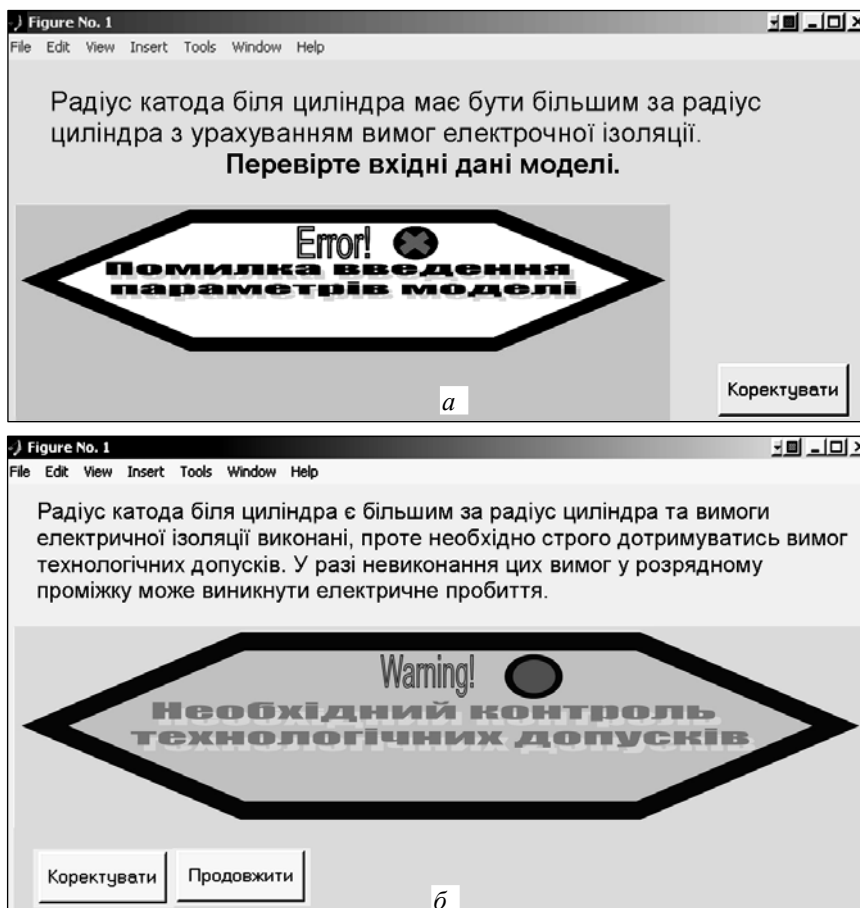 Figure No. 1
File Edit View Insert Tools Window Help
Радіус катода біля циліндра має бути більшим за радіус
циліндра з урахуванням вимог електрочної ізоляції.
Перевірте вхідні дані моделі.
Error!
Помилка введення
параметрів моделі
Коректувати
а
Figure No. 1
File Edit View Insert Tools Window Help
Радіус катода біля циліндра є більшим за радіус циліндра та вимоги
електричної ізоляції виконані, проте необхідно строго дотримуватись вимог
технологічних допусків. У разі невиконання цих вимог у розрядному
проміжку може виникнути електричне пробиття.
Warning!
Необхідний контроль
технологічних допусків
Коректувати Продовжити
б